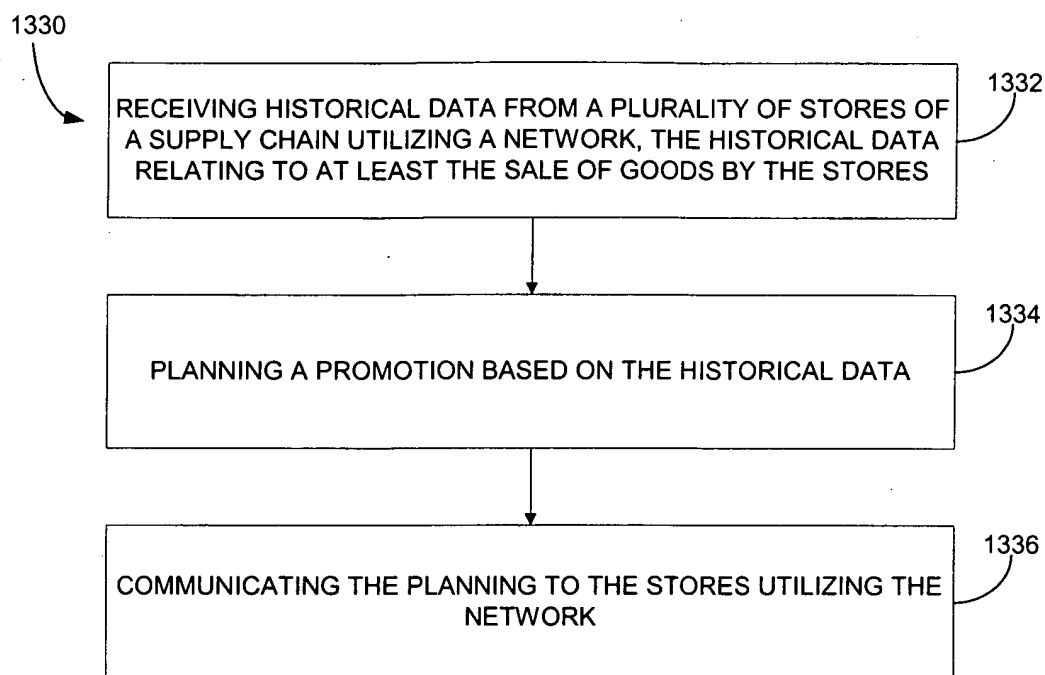 1330
1332
RECEIVING HISTORICAL DATA FROM A PLURALITY OF STORES OF
A SUPPLY CHAIN UTILIZING A NETWORK, THE HISTORICAL DATA
RELATING TO AT LEAST THE SALE OF GOODS BY THE STORES
1334
PLANNING A PROMOTION BASED ON THE HISTORICAL DATA
1336
COMMUNICATING THE PLANNING TO THE STORES UTILIZING THE
NETWORK